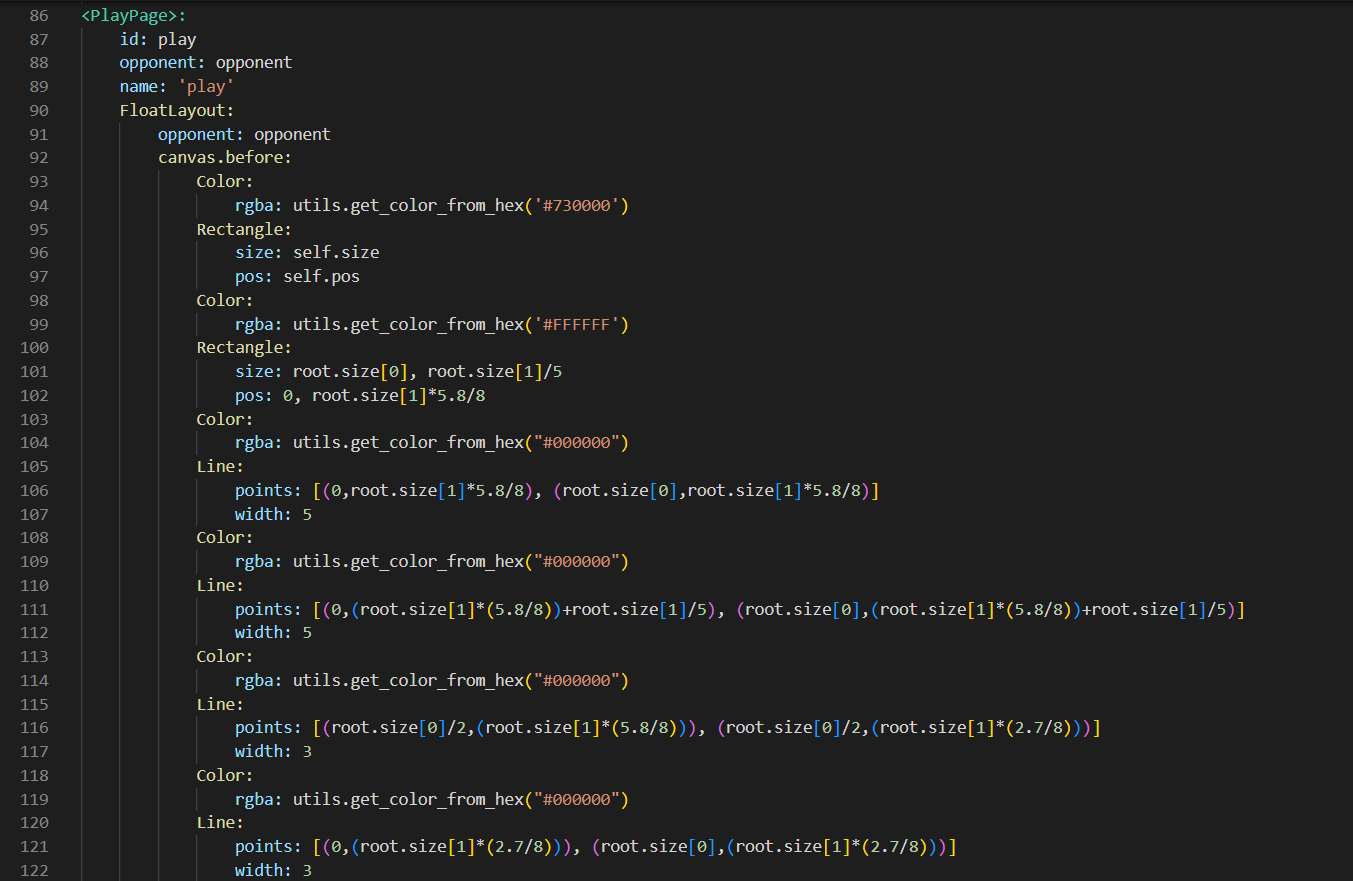 86 <PlayPage>:
87 id: play
88 opponent: opponent
89 name: 'play'
90 FloatLayout:
91 opponent: opponent
92 canvas.before:
93 Color:
94 rgba: utils.get_color_from_hex('#730000')
95 Rectangle:
96 size: self.size
97 pos: self.pos
98 Color:
99 rgba: utils.get_color_from_hex('#FFFFFF')
100 Rectangle:
101 size: root.size[0], root.size[1]/5
102 pos: 0, root.size[1]*5.8/8
103 Color:
104 rgba: utils.get_color_from_hex("#000000")
105 Line:
106 points: [(0,root.size[1]*5.8/8), (root.size[0],root.size[1]*5.8/8)]
107 width: 5
108 Color:
109 rgba: utils.get_color_from_hex("#000000")
110 Line:
111 points: [(0,(root.size[1]*(5.8/8))+root.size[1]/5), (root.size[0],(root.size[1]*(5.8/8))+root.size[1]/5)]
112 width: 5
113 Color:
114 rgba: utils.get_color_from_hex("#000000")
115 Line:
116 points: [(root.size[0]/2,(root.size[1]*(5.8/8))), (root.size[0]/2,(root.size[1]*(2.7/8)))]
117 width: 3
118 Color:
119 rgba: utils.get_color_from_hex("#000000")
120 Line:
121 points: [(0,(root.size[1]*(2.7/8))), (root.size[0],(root.size[1]*(2.7/8)))]
122 width: 3